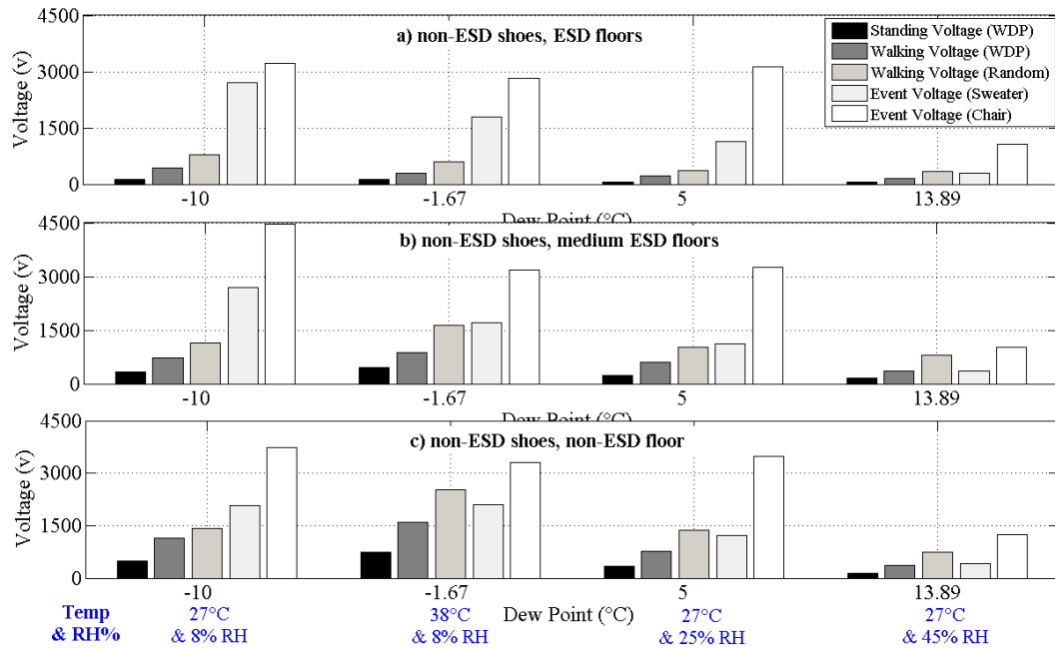 a) non-ESD shoes, ESD floors
Standing Voltage (WDP)
Walking Voltage (WDP)
Walking Voltage (Random)
Event Voltage (Sweater)
Event Voltage (Chair)
Voltage (v)
4500
3000
1500
0
-10
-1.67
5
13.89
Dew Point (°C)
b) non-ESD shoes, medium ESD floors
Voltage (v)
4500
3000
1500
0
-10
-1.67
5
13.89
Dew Point (°C)
c) non-ESD shoes, non-ESD floor
Voltage (v)
4500
3000
1500
0
-10
-1.67
5
13.89
Dew Point (°C)
Temp
& RH%
27°C
& 8% RH
38°C
& 8% RH
27°C
& 25% RH
27°C
& 45% RH